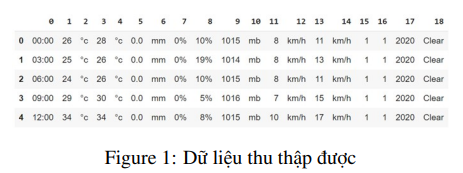 0 1 2 3 4 5 6 7 8 9 10 11 12 13 14 15 16 17 18
0 00:00 26 °c 28 °c 0.0 mm 0% 10% 1015 mb 8 km/h 11 km/h 1 1 2020 Clear
1 03:00 25 °c 26 °c 0.0 mm 0% 19% 1014 mb 8 km/h 13 km/h 1 1 2020 Clear
2 06:00 24 °c 26 °c 0.0 mm 0% 10% 1015 mb 8 km/h 11 km/h 1 1 2020 Clear
3 09:00 29 °c 30 °c 0.0 mm 0% 5% 1016 mb 7 km/h 15 km/h 1 1 2020 Clear
4 12:00 34 °c 34 °c 0.0 mm 0% 8% 1015 mb 10 km/h 17 km/h 1 1 2020 Clear
Figure 1: Dữ liệu thu thập được